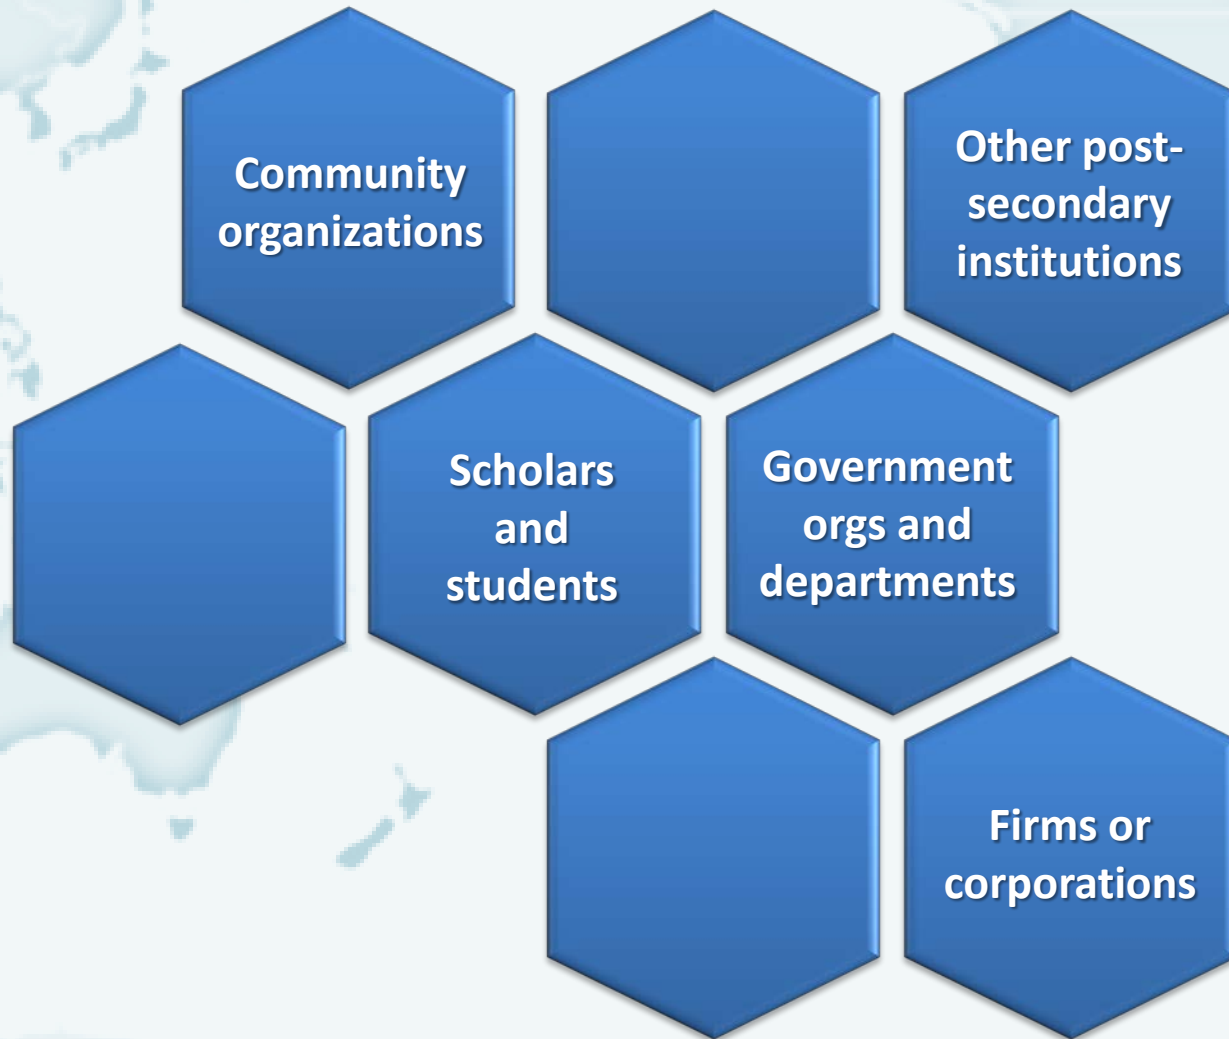 Community
organizations
Other post-
secondary
institutions
Scholars
and
students
Government
orgs and
departments
Firms or
corporations